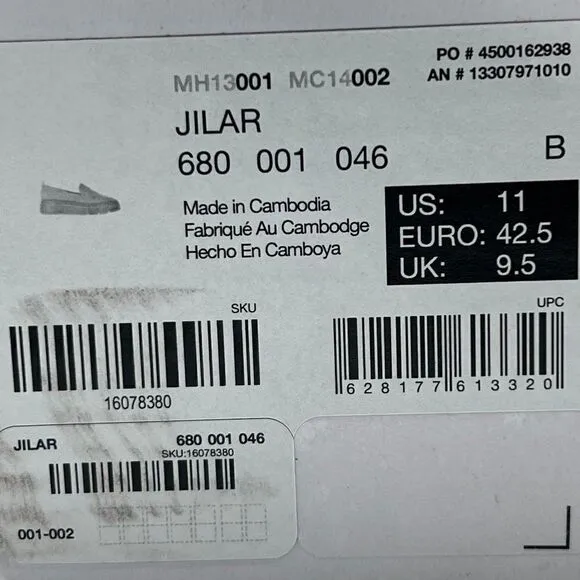 PO # 4500162938
MH13001 MC14002 AN # 13307971010
JILAR
680 001 046 B
Made in Cambodia
Fabriqué Au Cambodge
Hecho En Camboya
US: 11
EURO: 42.5
UK: 9.5
SKU
16078380
UPC
628177613320
JILAR 680 001 046
SKU:16078380
001-002